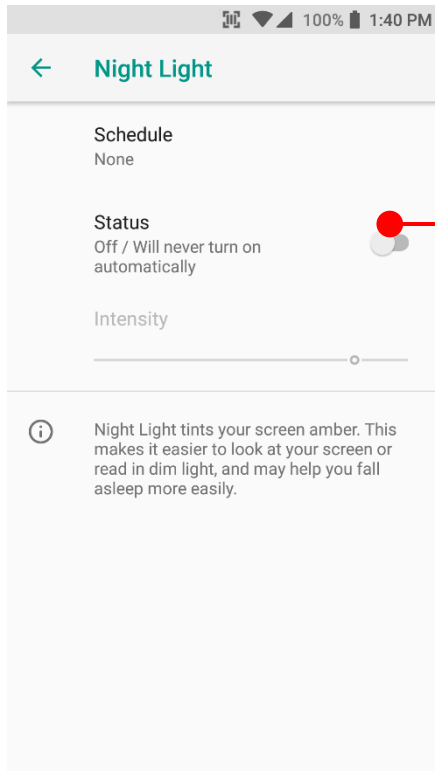 100% 1:40 PM
Night Light
Schedule
None
Status
Off / Will never turn on
automatically
Intensity
Night Light tints your screen amber. This
makes it easier to look at your screen or
read in dim light, and may help you fall
asleep more easily.